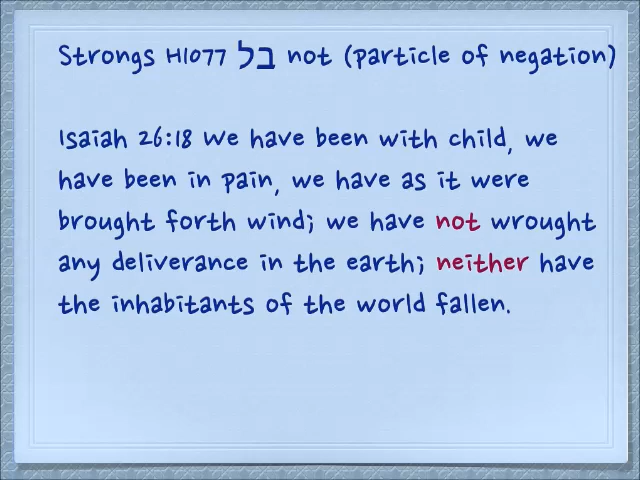 Strongs H1077 בל not (particle of negation)
Isaiah 26:18 We have been with child, we
have been in pain, we have as it were
brought forth wind; we have not wrought
any deliverance in the earth; neither have
the inhabitants of the world fallen.